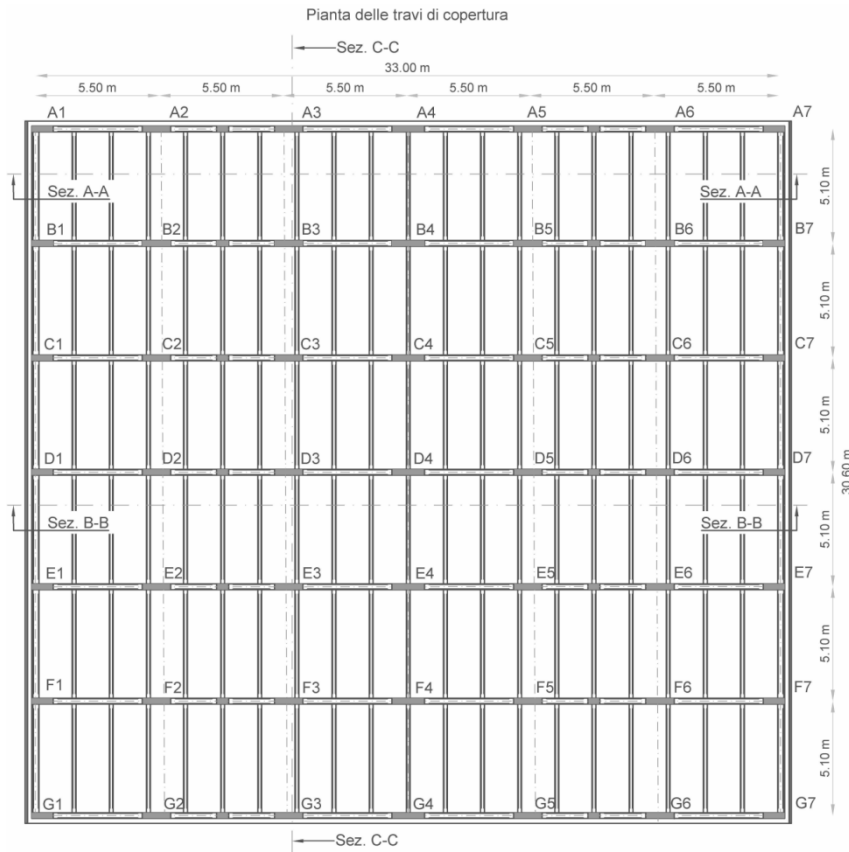 Pianta delle travi di copertura
Sez. C-C
33.00 m
5.50 m 5.50 m 5.50 m 5.50 m 5.50 m 5.50 m
A1 A2 A3 A4 A5 A6 A7
5.10 m
Sez. A-A Sez. A-A
B1 B2 B3 B4 B5 B6 B7
5.10 m
C1 C2 C3 C4 C5 C6 C7
5.10 m
D1 D2 D3 D4 D5 D6 D7
30.60 m
5.10 m
Sez. B-B Sez. B-B
E1 E2 E3 E4 E5 E6 E7
5.10 m
F1 F2 F3 F4 F5 F6 F7
5.10 m
G1 G2 G3 G4 G5 G6 G7
Sez. C-C